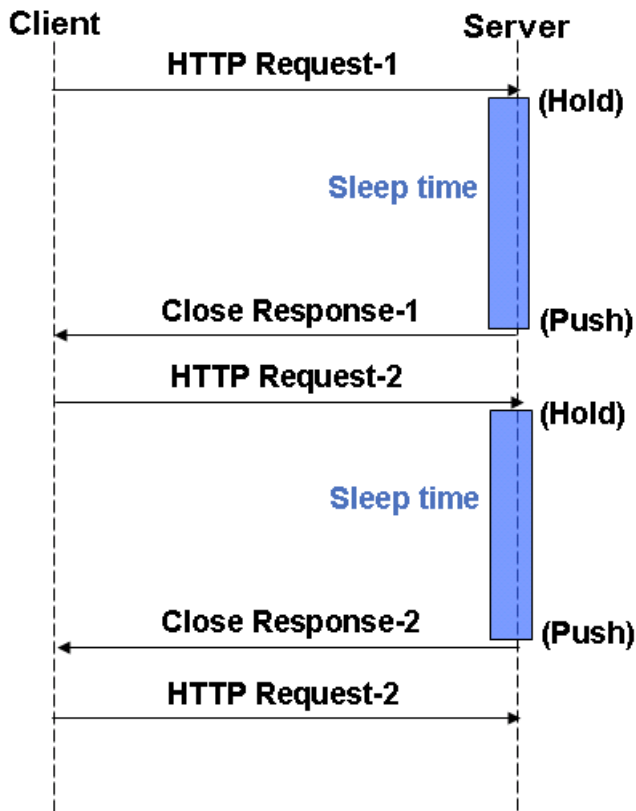 Client
Server
HTTP Request-1
(Hold)
Sleep time
Close Response-1
(Push)
HTTP Request-2
(Hold)
Sleep time
Close Response-2
(Push)
HTTP Request-2